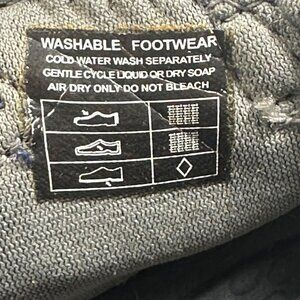 WASHABLE FOOTWEAR
COLD WATER WASH SEPARATELY
GENTLE CYCLE LIQUID OR DRY SOAP
AIR DRY ONLY DO NOT BLEACH